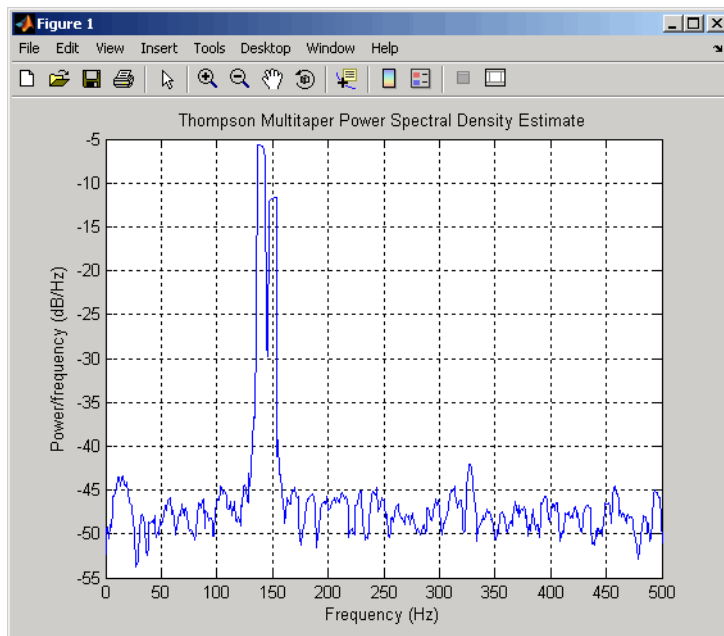 Figure 1
File Edit View Insert Tools Desktop Window Help
Thompson Multitaper Power Spectral Density Estimate
Power/frequency (dB/Hz)
-5
-10
-15
-20
-25
-30
-35
-40
-45
-50
-55
0 50 100 150 200 250 300 350 400 450 500
Frequency (Hz)